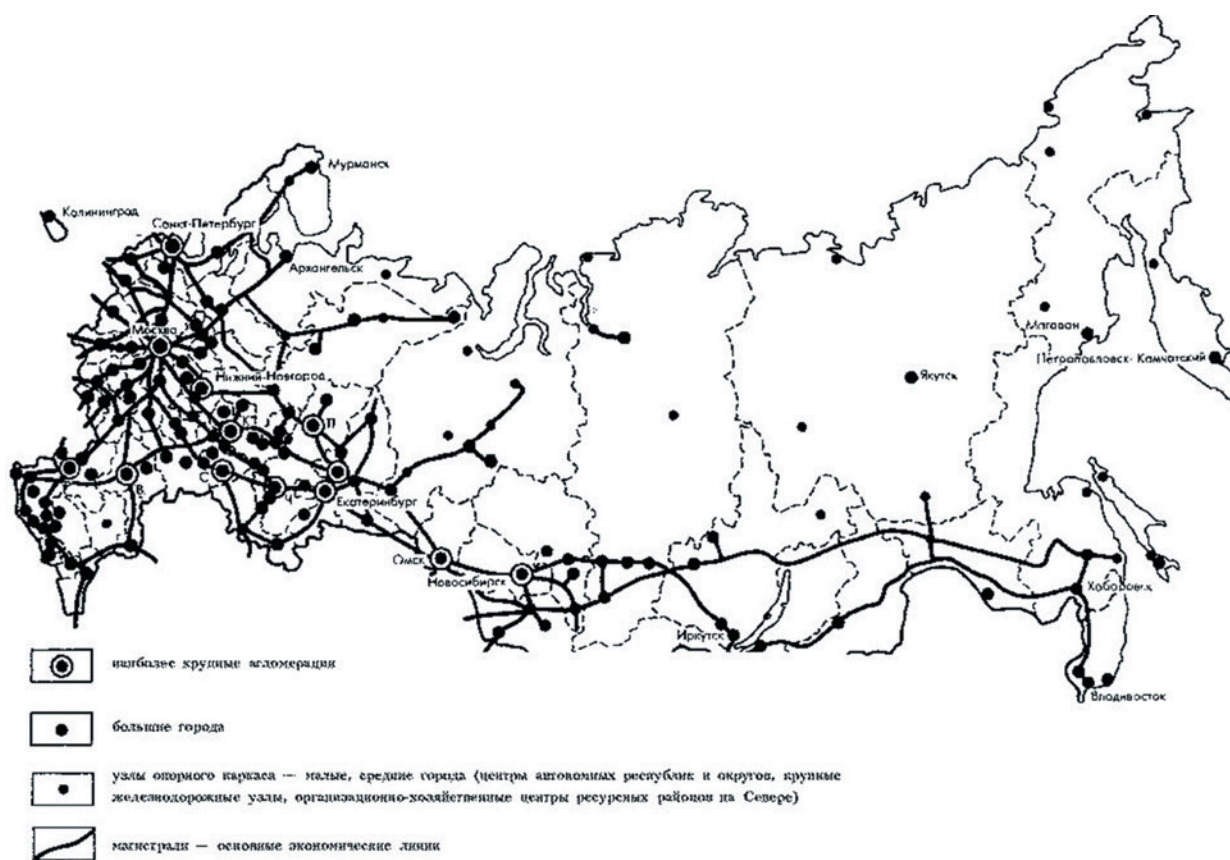 Мурманск
Калининград
Санкт-Петербург
Архангельск
Москва
Нижний-Новгород
Магадан
Петропавловск-Камчатский
Якутск
К
П
В
С
Екатеринбург
Омск
Новосибирск
Хабаровск
Иркутск
Владивосток
наиболее крупные агломерации
большие города
узлы опорного каркаса — малые, средние города (центры автономных республик и округов, крупные
железнодорожные узлы, организационно-хозяйственные центры ресурсных районов на Севере)
магистрали — основные экономические линии